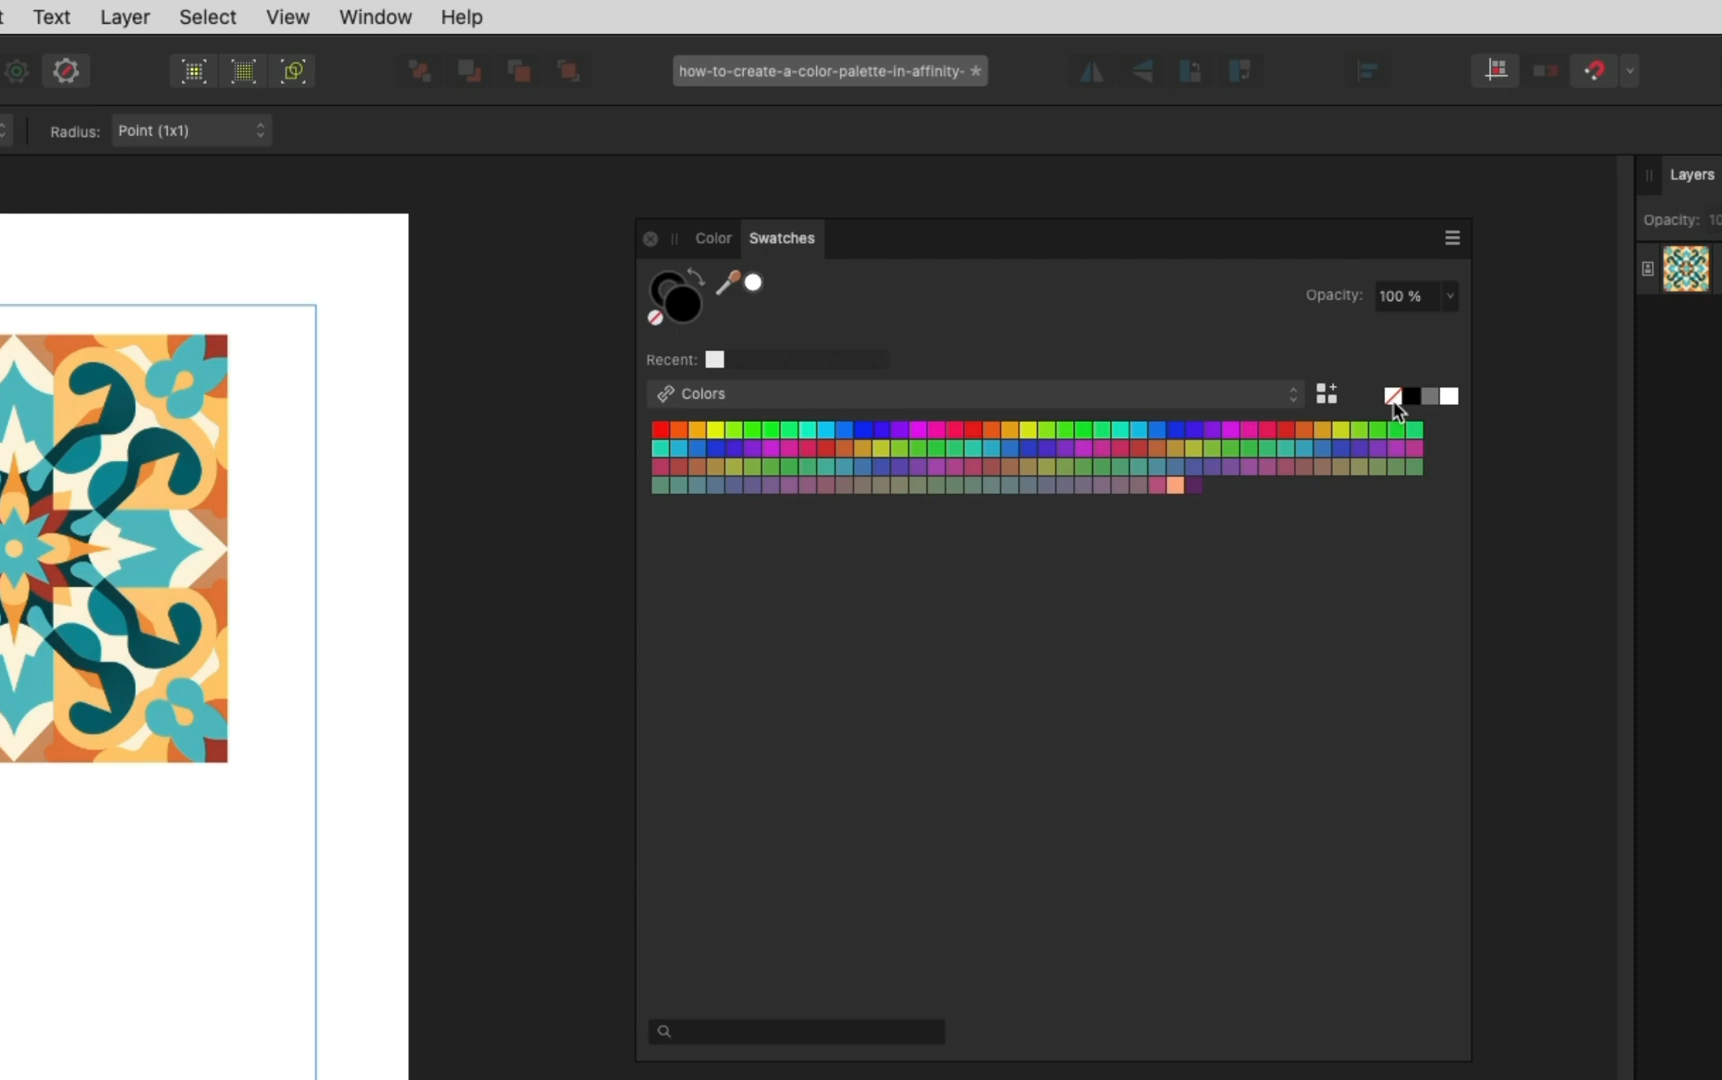 Text Layer Select View Window Help
how-to-create-a-color-palette-in-affinity- *
Radius: Point (1x1)
Layers
Color Swatches
Opacity:
Opacity: 100 %
Recent:
Colors